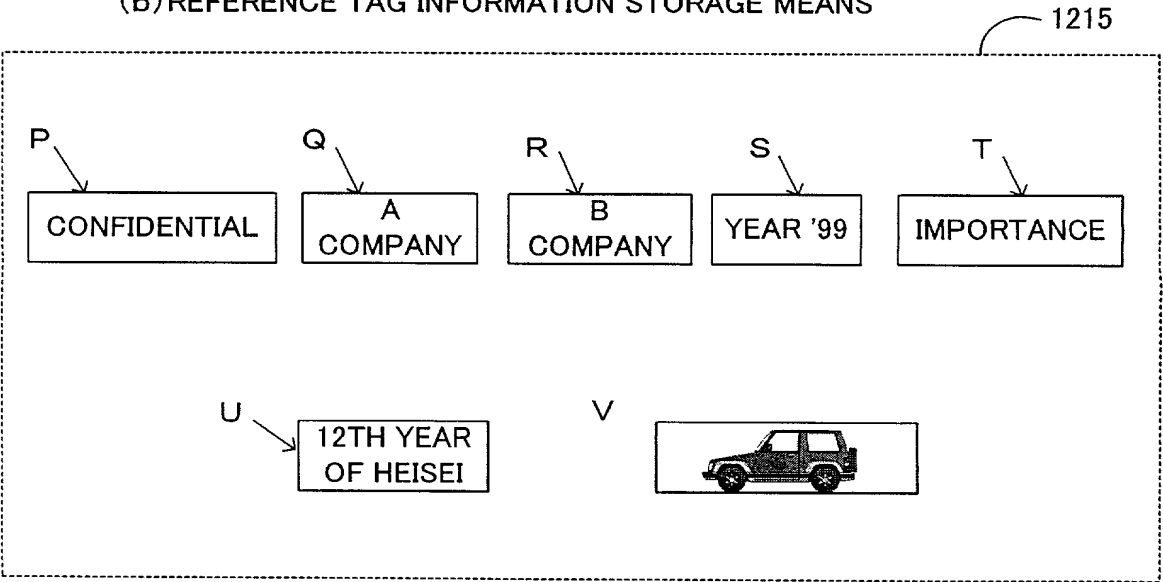 (B)REFERENCE TAG INFORMATION STORAGE MEANS
1215
P
Q
R
S
T
CONFIDENTIAL
A
COMPANY
B
COMPANY
YEAR '99
IMPORTANCE
U
V
12TH YEAR
OF HEISEI